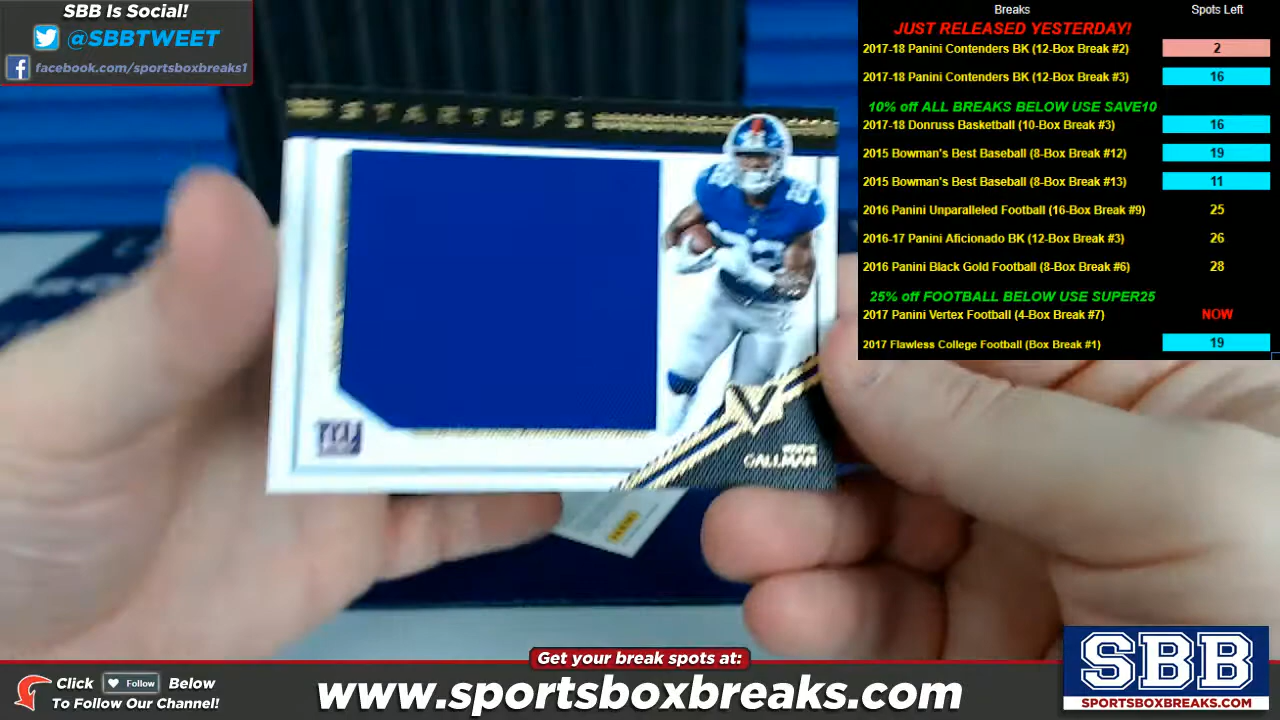 SBB Is Social!
@SBBTWEET
facebook.com/sportsboxbreaks1
Breaks Spots Left
JUST RELEASED YESTERDAY!
2017-18 Panini Contenders BK (12-Box Break #2) 2
2017-18 Panini Contenders BK (12-Box Break #3) 16
10% off ALL BREAKS BELOW USE SAVE10
2017-18 Donruss Basketball (10-Box Break #3) 16
2015 Bowman's Best Baseball (8-Box Break #12) 19
2015 Bowman's Best Baseball (8-Box Break #13) 11
2016 Panini Unparalleled Football (16-Box Break #9) 25
2016-17 Panini Aficionado BK (12-Box Break #3) 26
2016 Panini Black Gold Football (8-Box Break #6) 28
25% off FOOTBALL BELOW USE SUPER25
2017 Panini Vertex Football (4-Box Break #7) NOW
2017 Flawless College Football (Box Break #1) 19
STARTUPS
V
GALLMAN
PANINI
Get your break spots at:
Click Follow Below
To Follow Our Channel!
www.sportsboxbreaks.com
SBB
SPORTSBOXBREAKS.COM